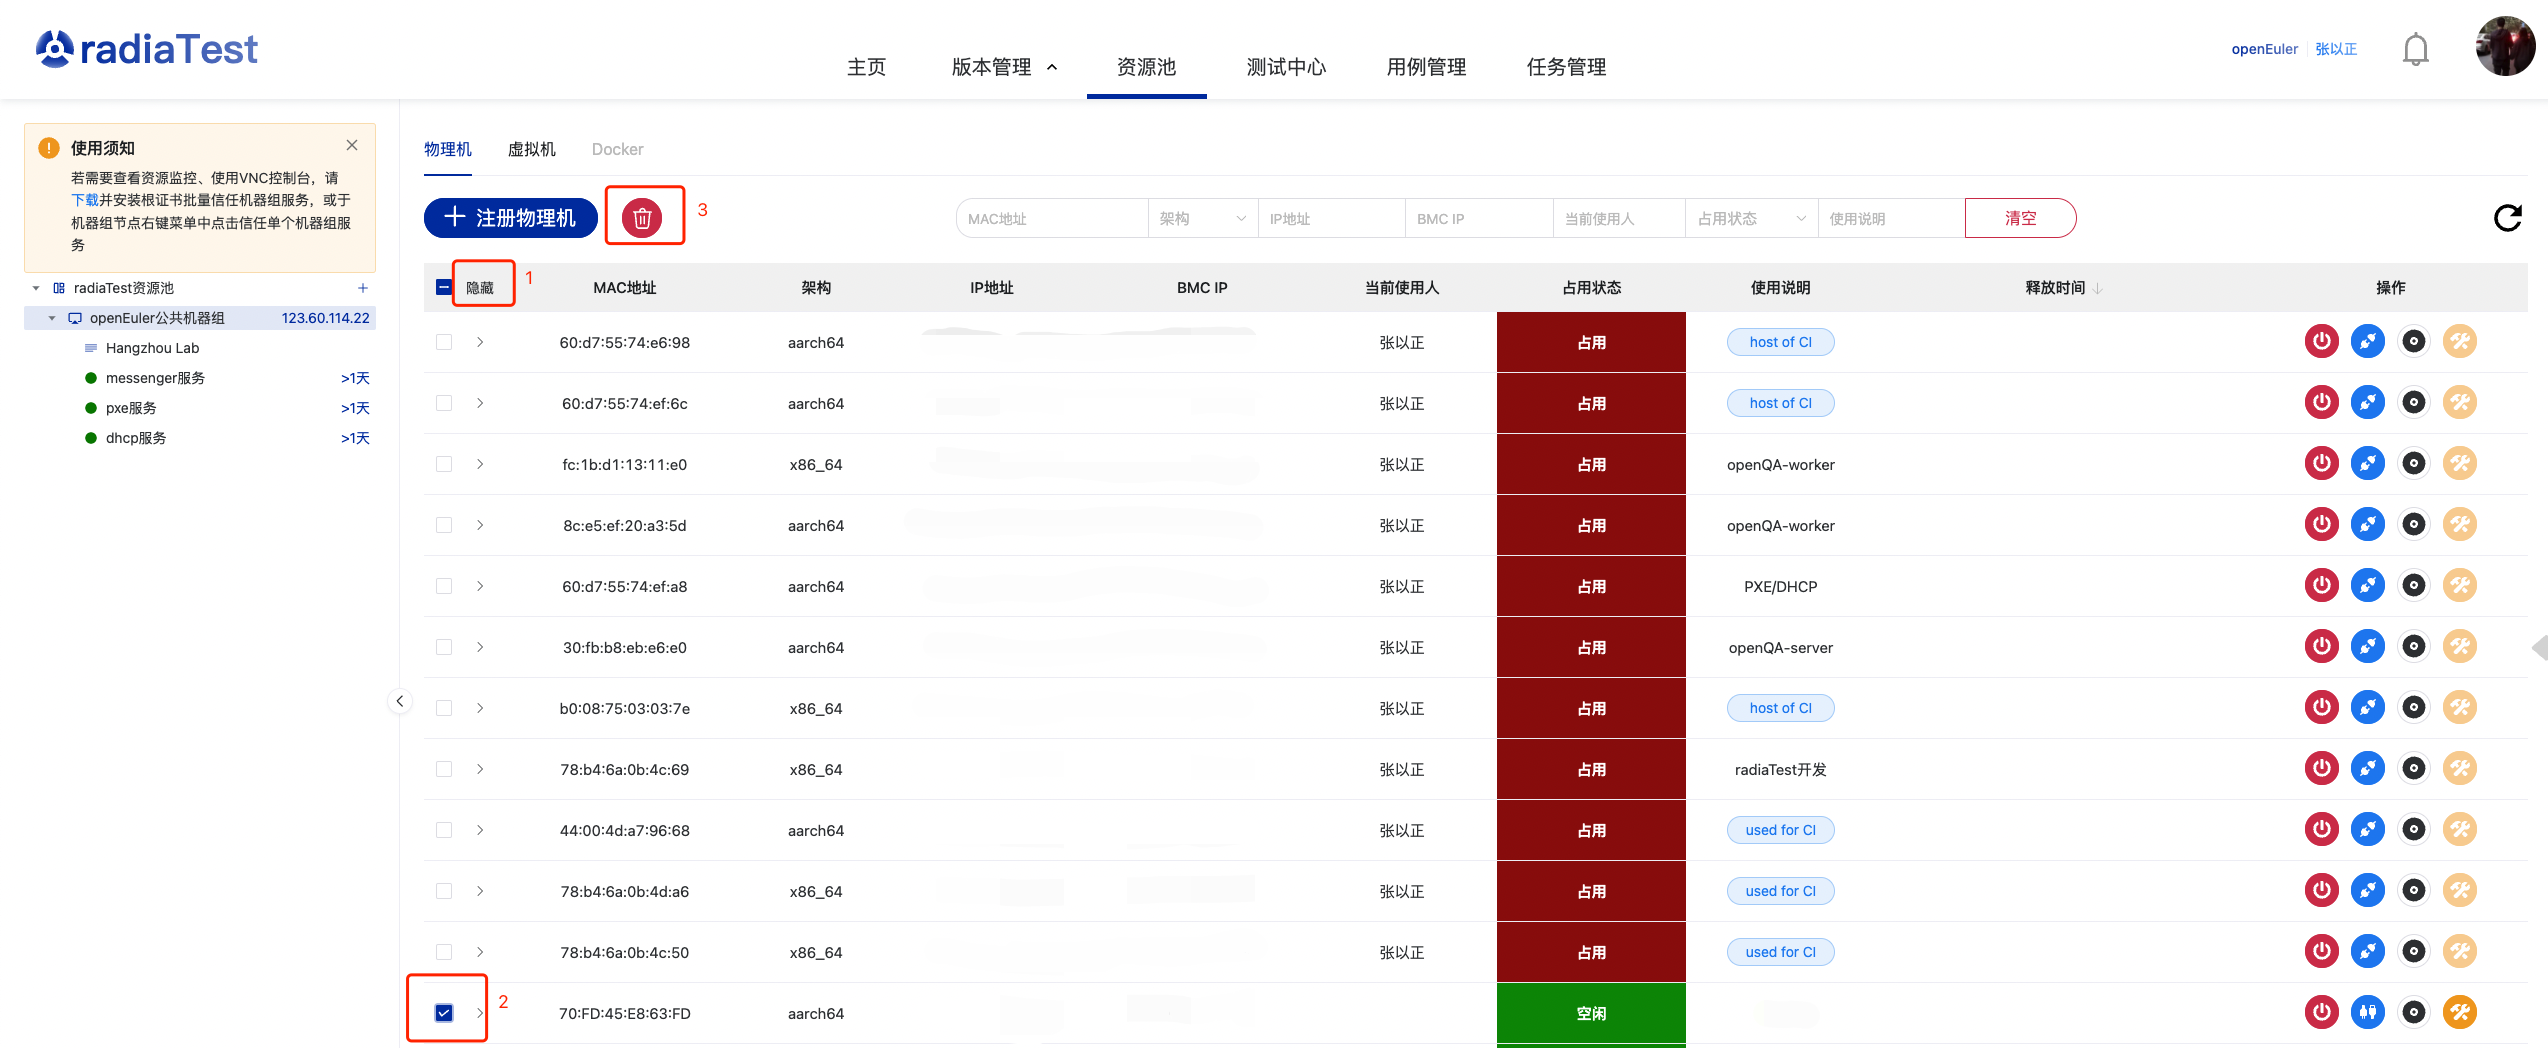 radiaTest
主页
版本管理
资源池
测试中心
用例管理
任务管理
openEuler 张以正
使用须知
若需要查看资源监控、使用VNC控制台，请
下载并安装根证书批量信任机器组服务，或于
机器组节点右键菜单中点击信任单个机器组服
务
radiaTest资源池 +
openEuler公共机器组 123.60.114.22
Hangzhou Lab
messenger服务 >1天
pxe服务 >1天
dhcp服务 >1天
物理机 虚拟机 Docker
注册物理机 3 MAC地址 架构 IP地址 BMC IP 当前使用人 占用状态 使用说明 清空
隐藏 1 MAC地址 架构 IP地址 BMC IP 当前使用人 占用状态 使用说明 释放时间 操作
60:d7:55:74:e6:98 aarch64 张以正 占用 host of CI
60:d7:55:74:ef:6c aarch64 张以正 占用 host of CI
fc:1b:d1:13:11:e0 x86_64 张以正 占用 openQA-worker
8c:e5:ef:20:a3:5d aarch64 张以正 占用 openQA-worker
60:d7:55:74:ef:a8 aarch64 张以正 占用 PXE/DHCP
30:fb:b8:eb:e6:e0 aarch64 张以正 占用 openQA-server
b0:08:75:03:03:7e x86_64 张以正 占用 host of CI
78:b4:6a:0b:4c:69 x86_64 张以正 占用 radiaTest开发
44:00:4d:a7:96:68 aarch64 张以正 占用 used for CI
78:b4:6a:0b:4d:a6 x86_64 张以正 占用 used for CI
78:b4:6a:0b:4c:50 x86_64 张以正 占用 used for CI
2 70:FD:45:E8:63:FD aarch64 空闲